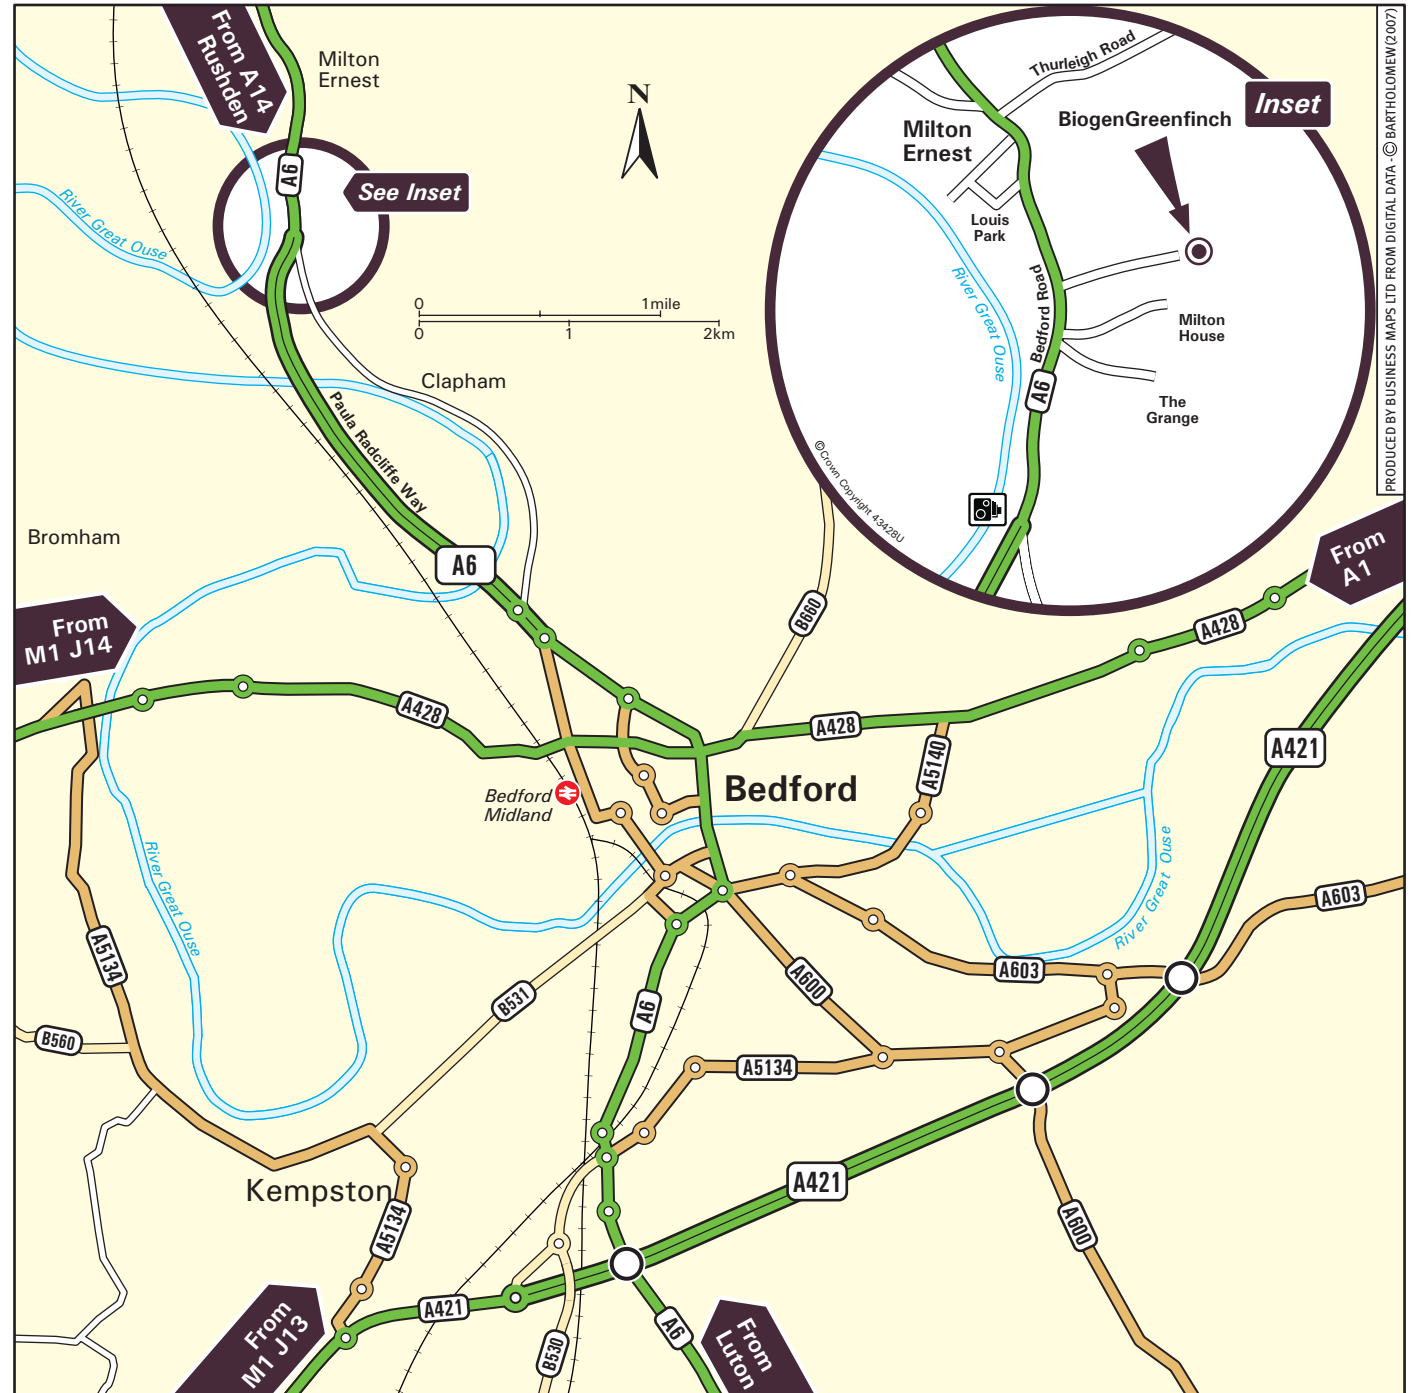 From A14
Rushden
Milton
Ernest
A6
See Inset
River Great Ouse
N
0
1mile
0
1
2km
Clapham
Paula Radcliffe Way
Bromham
A6
From
M1 J14
Inset
Thurleigh Road
BiogenGreenfinch
Milton
Ernest
Louis
Park
River Great Ouse
Bedford Road
A6
Milton
House
The
Grange
©Crown Copyright 43428U
PRODUCED BY BUSINESS MAPS LTD FROM DIGITAL DATA - © BARTHOLOMEW(2007)
From
A1
B660
A428
A428
A428
A421
A5140
Bedford
Bedford
Midland
River Great Ouse
River Great Ouse
A603
A5134
A603
A600
B531
A6
B560
A5134
A421
Kempston
A5134
A600
A421
From
M1 J13
B530
A6
From
Luton